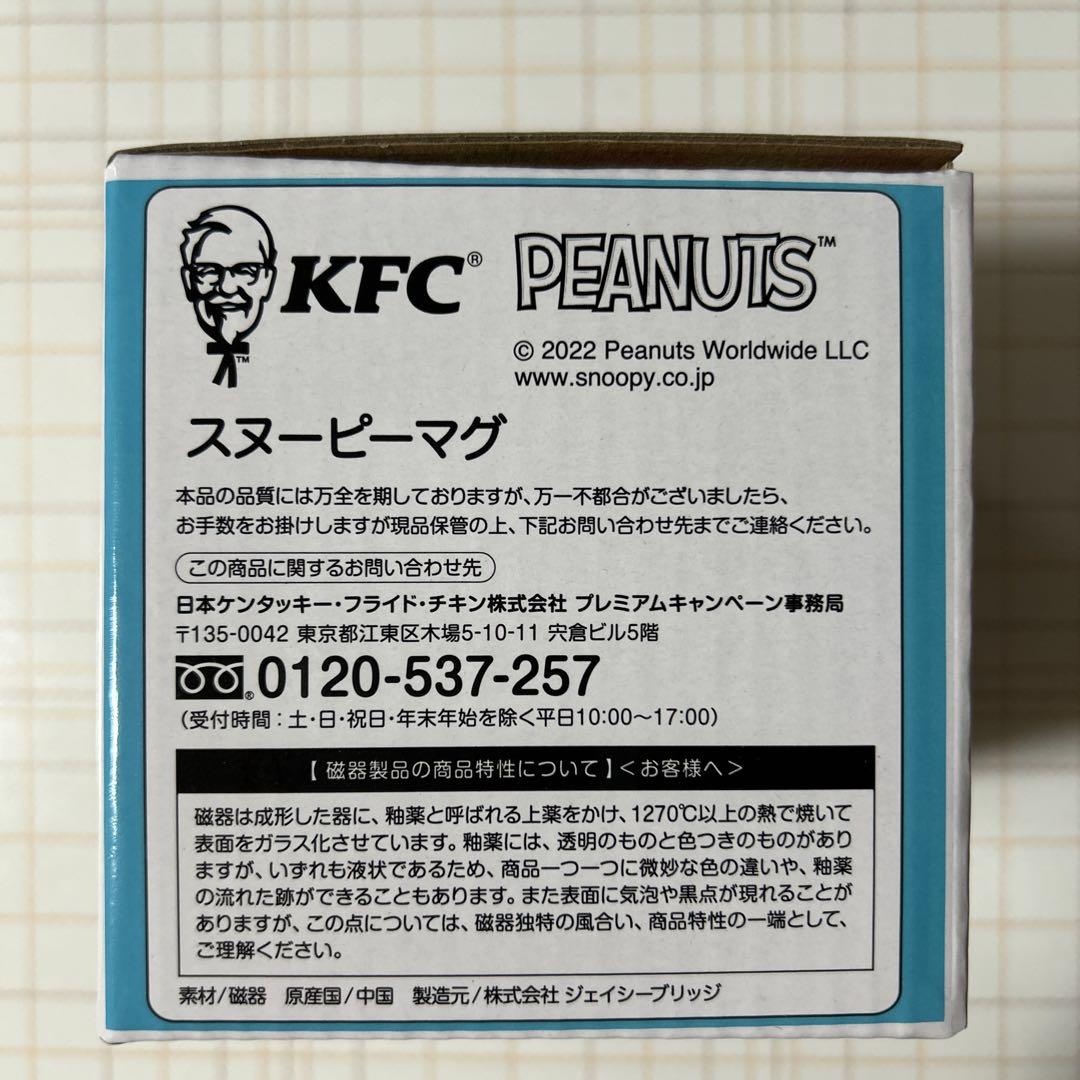 KFC®
PEANUTS™
TM
© 2022 Peanuts Worldwide LLC
www.snoopy.co.jp
スヌーピーマグ
本品の品質には万全を期しておりますが、万一不都合がございましたら、
お手数をお掛けしますが現品保管の上、下記お問い合わせ先までご連絡ください。
この商品に関するお問い合わせ先
日本ケンタッキー・フライド・チキン株式会社 プレミアムキャンペーン事務局
〒135-0042 東京都江東区木場5-10-11 宍倉ビル5階
®0120-537-257
（受付時間：土・日・祝日・年末年始を除く平日10:00～17:00）
【磁器製品の商品特性について】＜お客様へ＞
磁器は成形した器に、釉薬と呼ばれる上薬をかけ、1270℃以上の熱で焼いて
表面をガラス化させています。釉薬には、透明のものと色つきのものがあり
ますが、いずれも液状であるため、商品一つ一つに微妙な色の違いや、釉薬
の流れた跡ができることもあります。また表面に気泡や黒点が現れることが
ありますが、この点については、磁器独特の風合い、商品特性の一端として、
ご理解ください。
素材/磁器 原産国/中国 製造元/株式会社 ジェイシーブリッジ